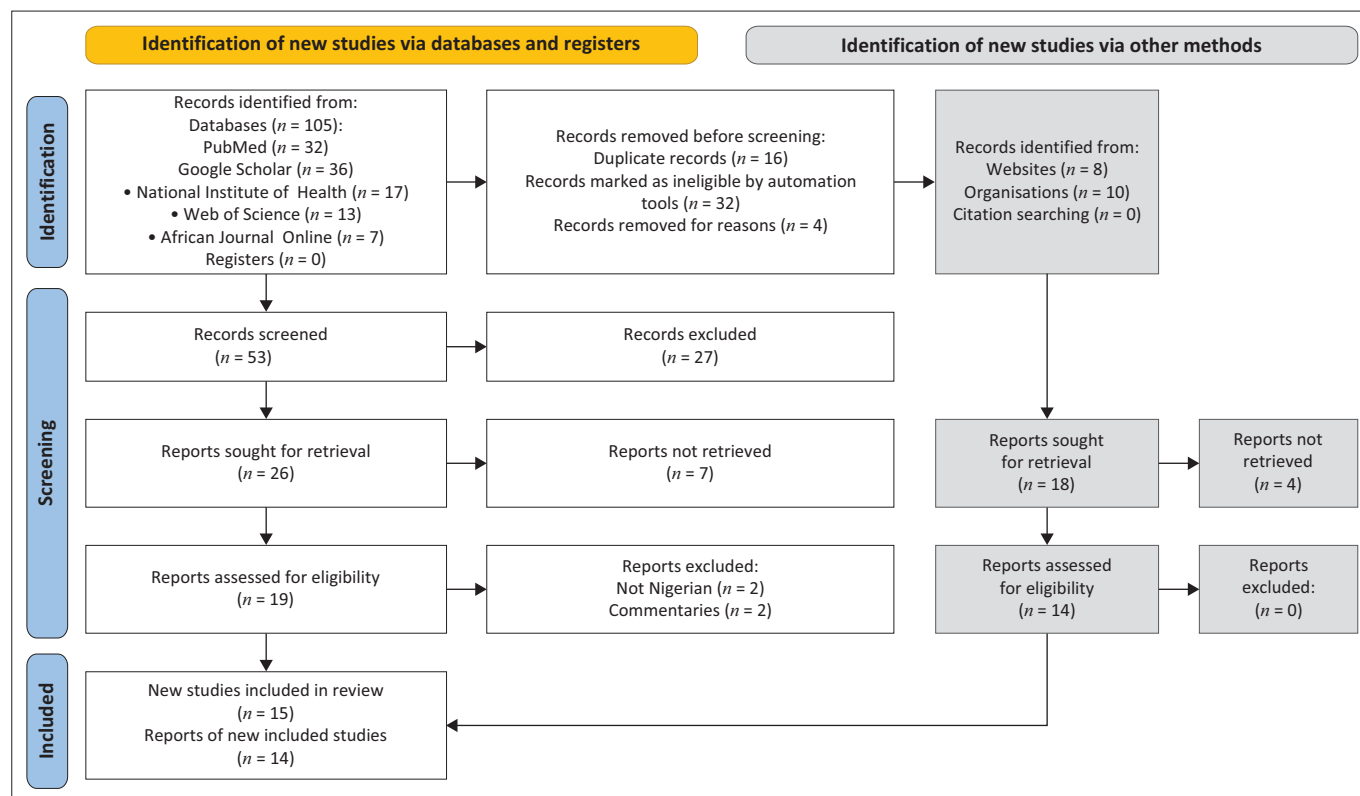 Identification of new studies via databases and registers
Identification of new studies via other methods
Identification
Records identified from:
Databases (n = 105):
PubMed (n = 32)
Google Scholar (n = 36)
• National Institute of Health (n = 17)
• Web of Science (n = 13)
• African Journal Online (n = 7)
Registers (n = 0)
Records removed before screening:
Duplicate records (n = 16)
Records marked as ineligible by automation
tools (n = 32)
Records removed for reasons (n = 4)
Records identified from:
Websites (n = 8)
Organisations (n = 10)
Citation searching (n = 0)
Screening
Records screened
(n = 53)
Records excluded
(n = 27)
Reports sought for retrieval
(n = 26)
Reports not retrieved
(n = 7)
Reports sought
for retrieval
(n = 18)
Reports not
retrieved
(n = 4)
Reports assessed for eligibility
(n = 19)
Reports excluded:
Not Nigerian (n = 2)
Commentaries (n = 2)
Reports assessed
for eligibility
(n = 14)
Reports
excluded:
(n = 0)
Included
New studies included in review
(n = 15)
Reports of new included studies
(n = 14)